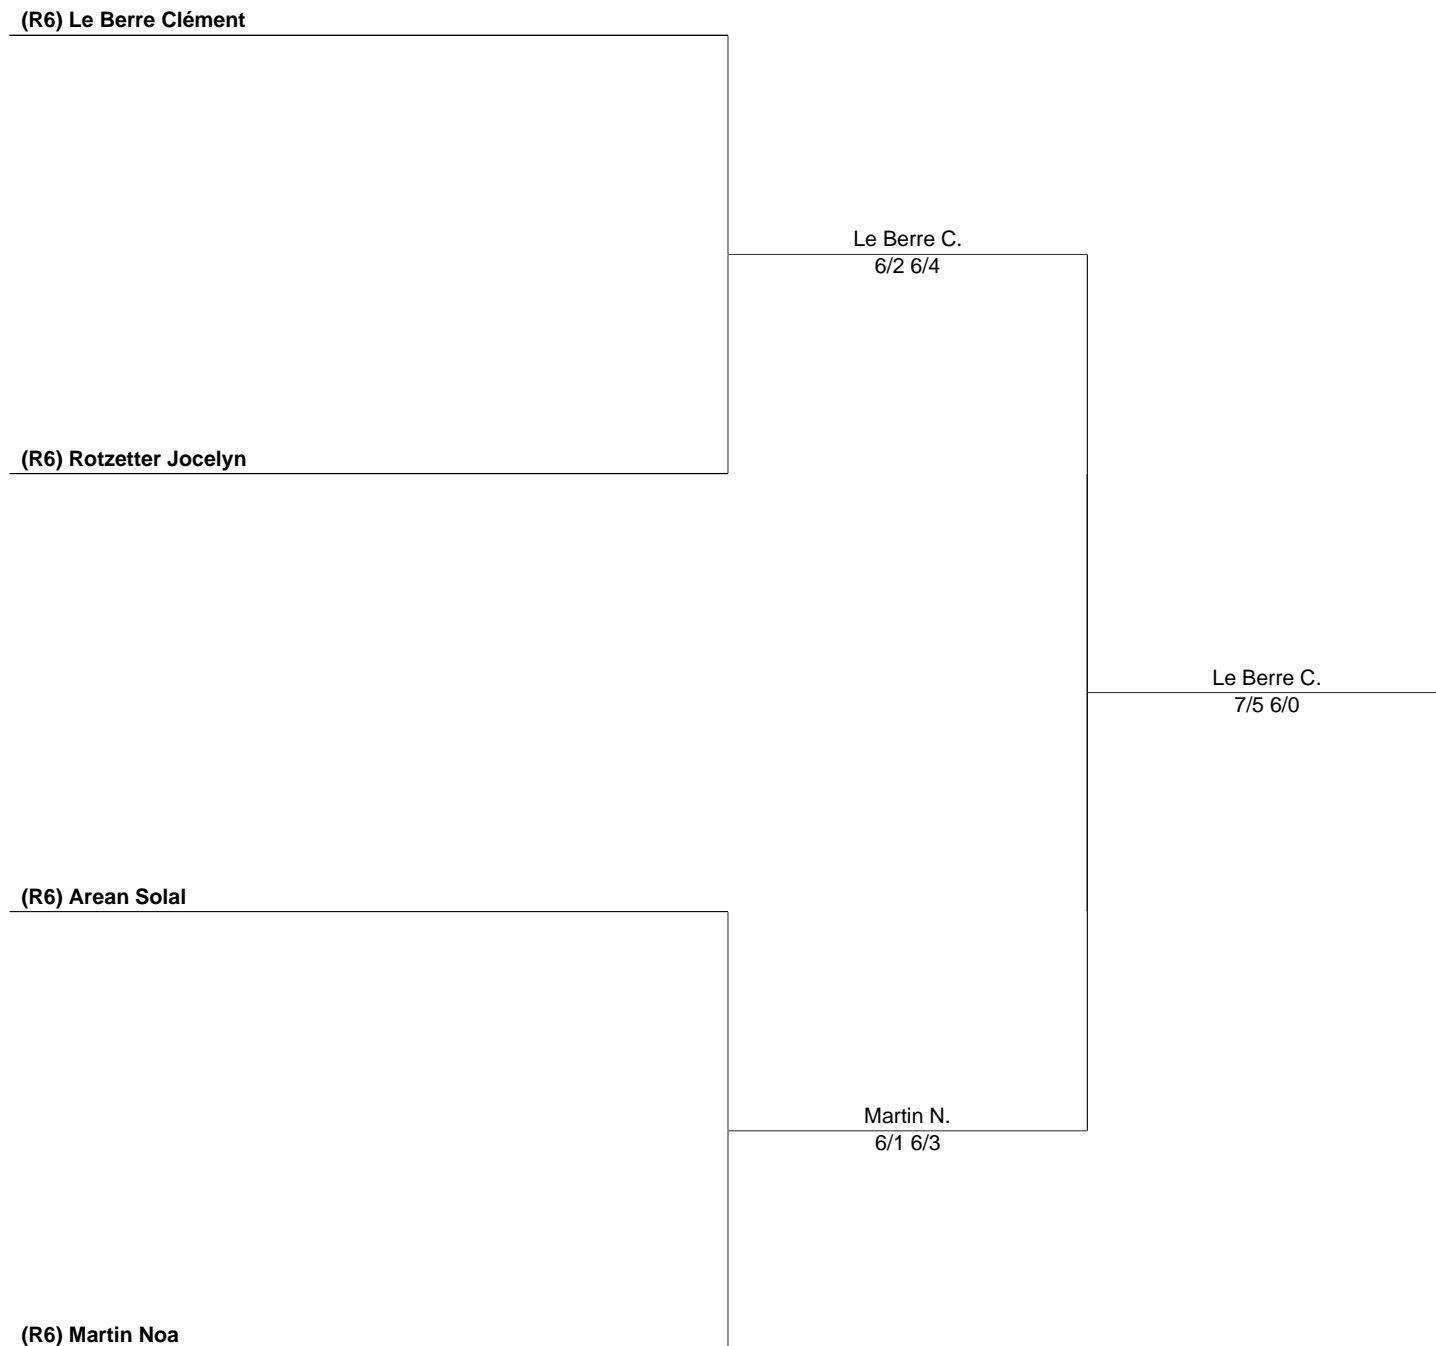 (R6) Le Berre Clément
Le Berre C.
6/2 6/4
(R6) Rotzetter Jocelyn
Le Berre C.
7/5 6/0
(R6) Arean Solal
Martin N.
6/1 6/3
(R6) Martin Noa